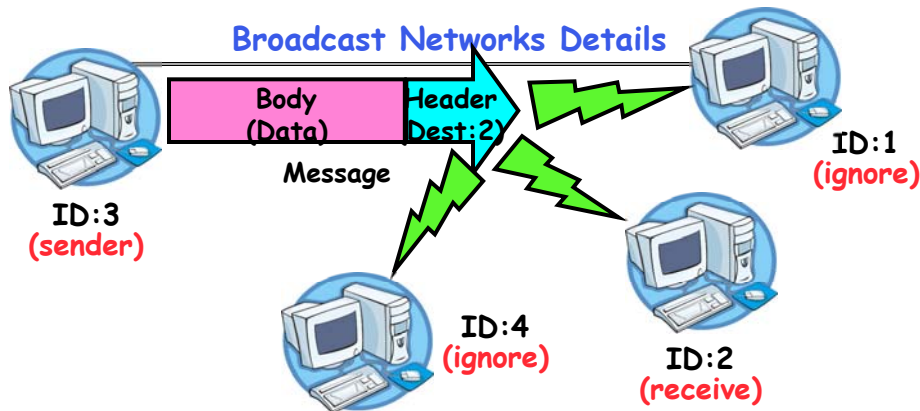 Broadcast Networks Details
Body
(Data)
Header
Dest:2)
Message
ID:3
(sender)
ID:1
(ignore)
ID:4
(ignore)
ID:2
(receive)